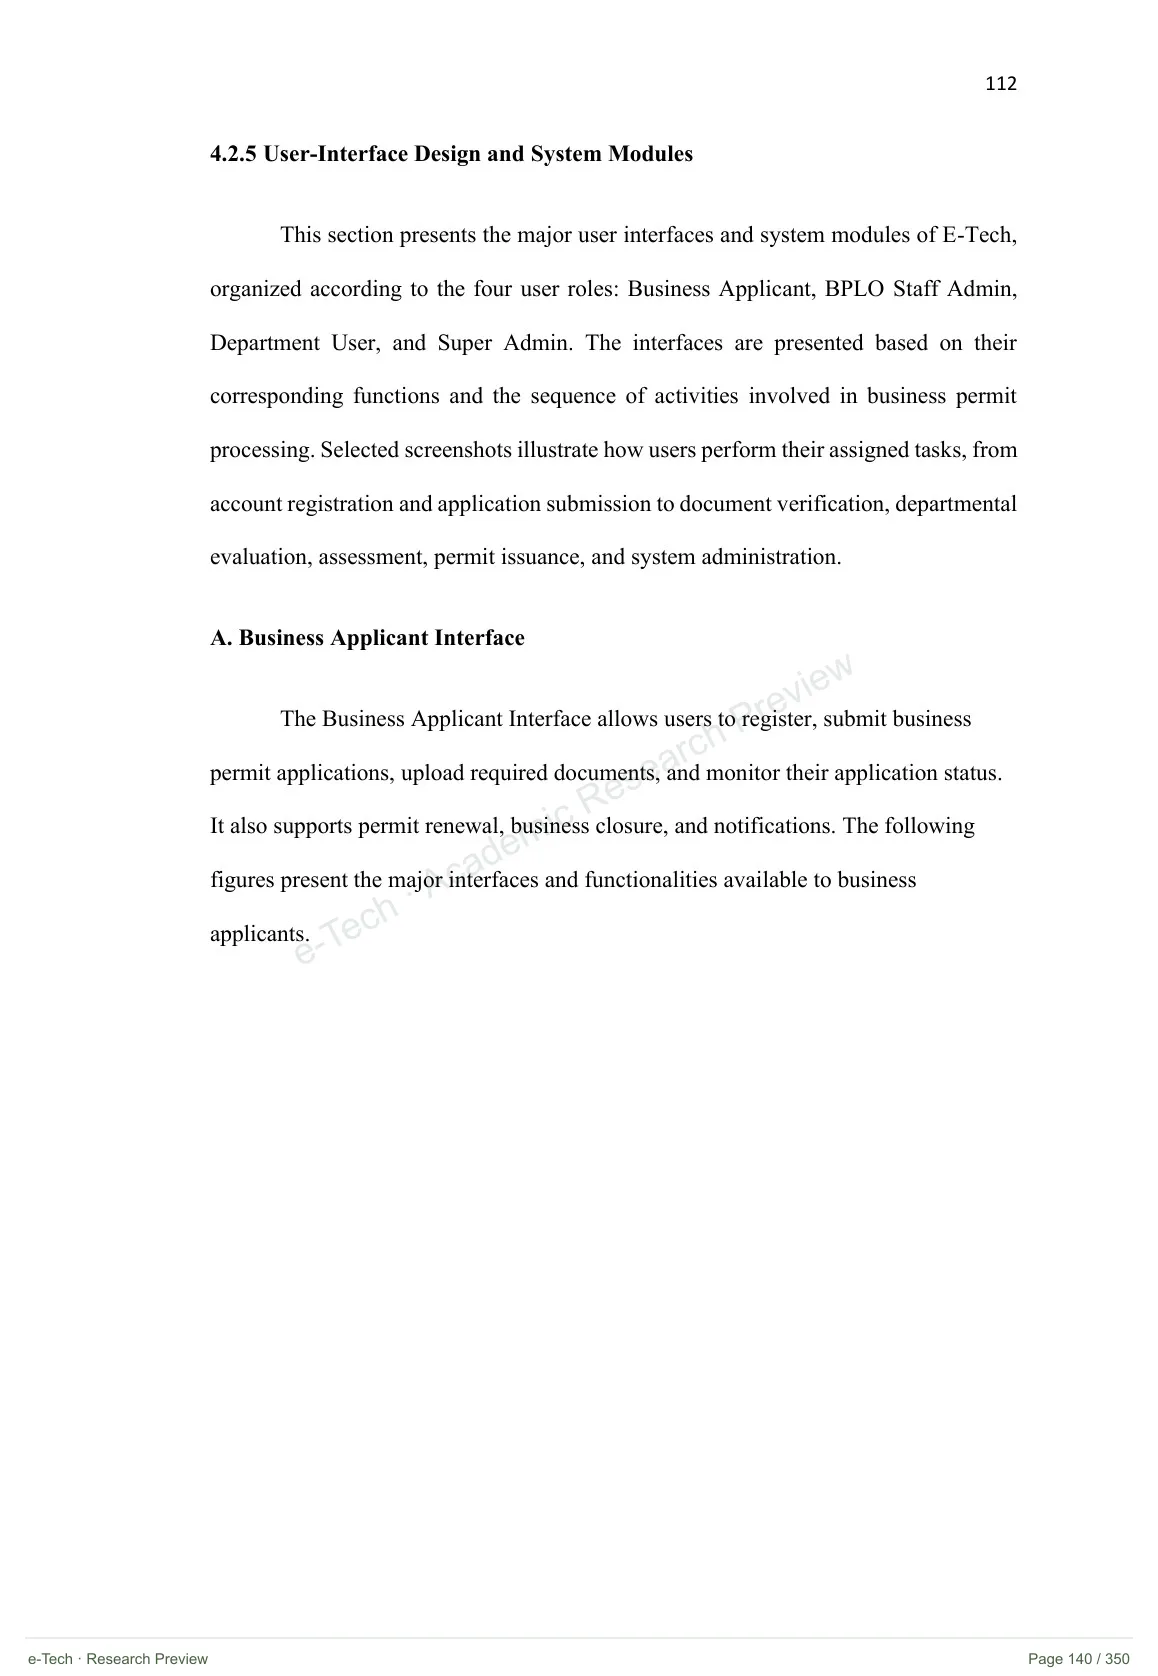 112
4.2.5 User-Interface Design and System Modules
This section presents the major user interfaces and system modules of E-Tech,
organized according to the four user roles: Business Applicant, BPLO Staff Admin,
Department User, and Super Admin. The interfaces are presented based on their
corresponding functions and the sequence of activities involved in business permit
processing. Selected screenshots illustrate how users perform their assigned tasks, from
account registration and application submission to document verification, departmental
evaluation, assessment, permit issuance, and system administration.
A. Business Applicant Interface
The Business Applicant Interface allows users to register, submit business
permit applications, upload required documents, and monitor their application status.
It also supports permit renewal, business closure, and notifications. The following
figures present the major interfaces and functionalities available to business
applicants.
e-Tech · Academic Research Preview
e-Tech · Research Preview
Page 140 / 350